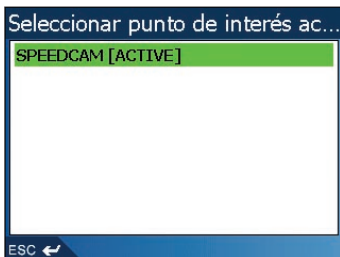 Seleccionar punto de interés ac...
SPEEDCAM [ACTIVE]
ESC